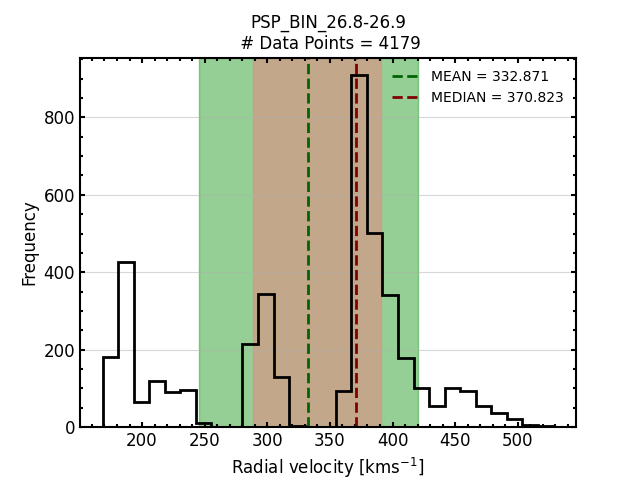 PSP_BIN_26.8-26.9
# Data Points = 4179
MEAN = 332.871
MEDIAN = 370.823
Frequency
800
600
400
200
0
200 250 300 350 400 450 500
Radial velocity [kms⁻¹]